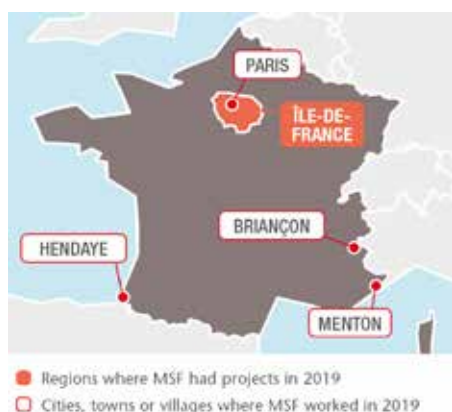 PARIS
ÎLE-DE-
FRANCE
BRIANÇON
HENDAYE
MENTON
Regions where MSF had projects in 2019
Cities, towns or villages where MSF worked in 2019